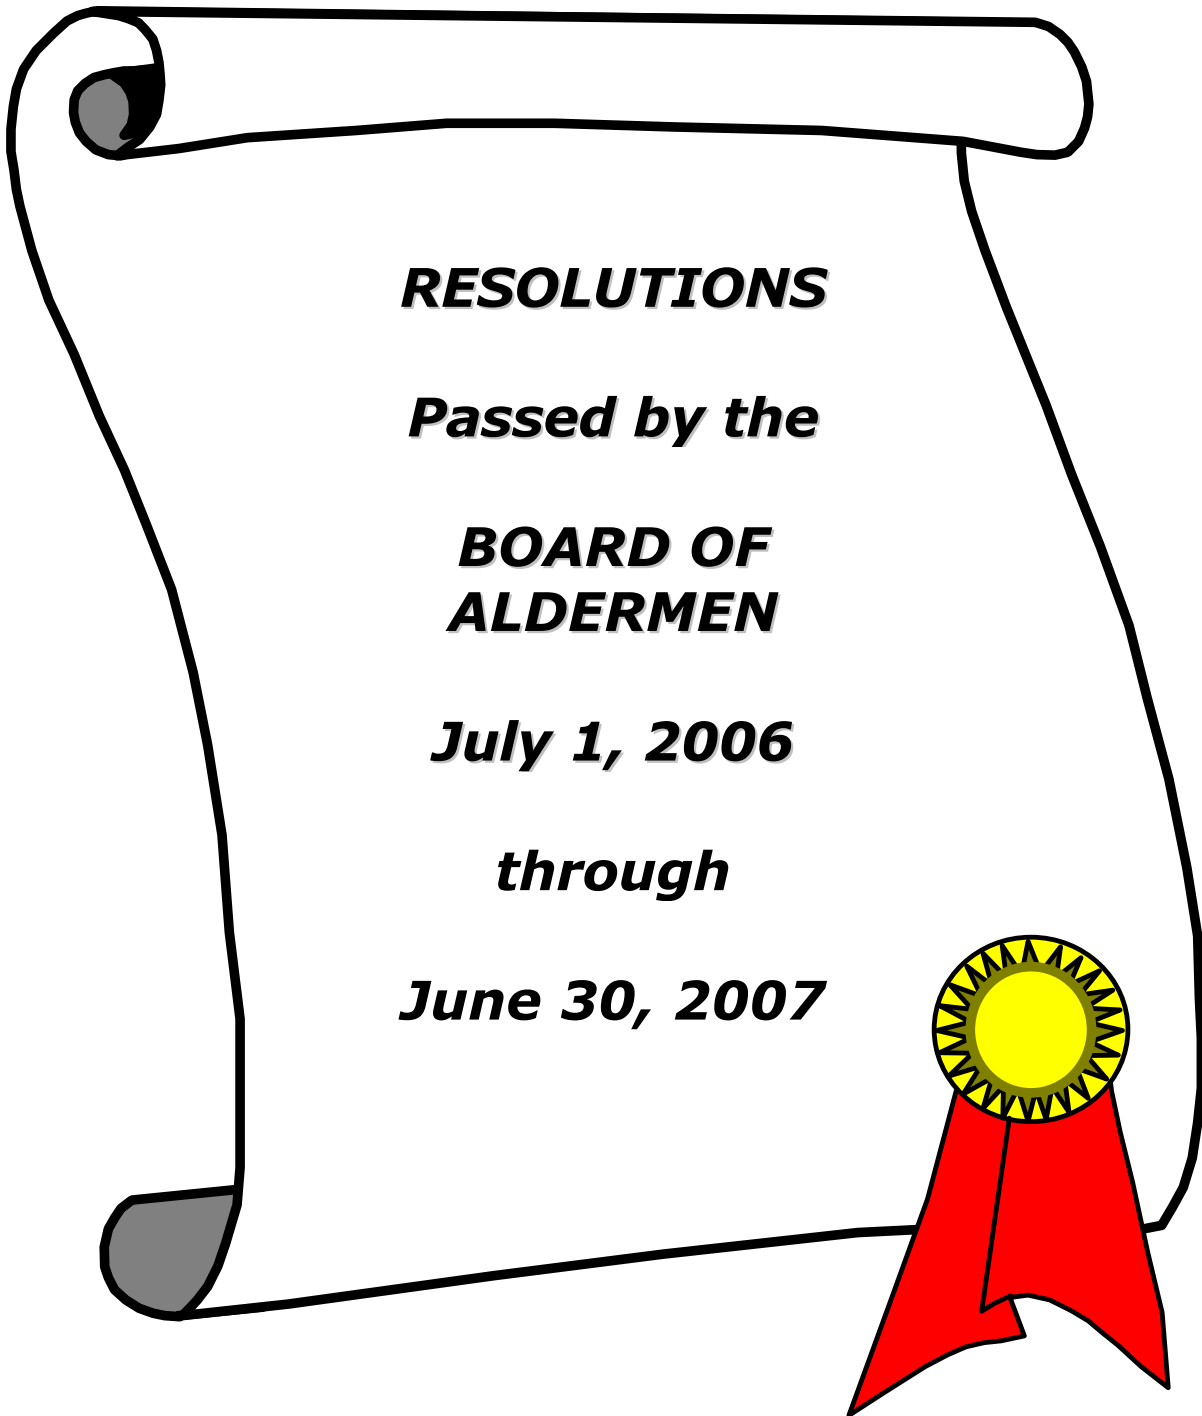 RESOLUTIONS
Passed by the
BOARD OF
ALDERMEN
July 1, 2006
through
June 30, 2007